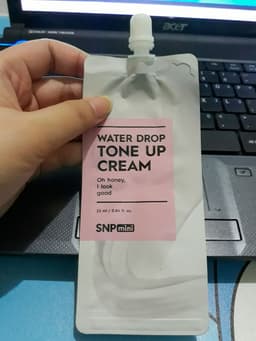 acer
WATER DROP
TONE UP
CREAM
Oh honey,
I look
good
SNP mini